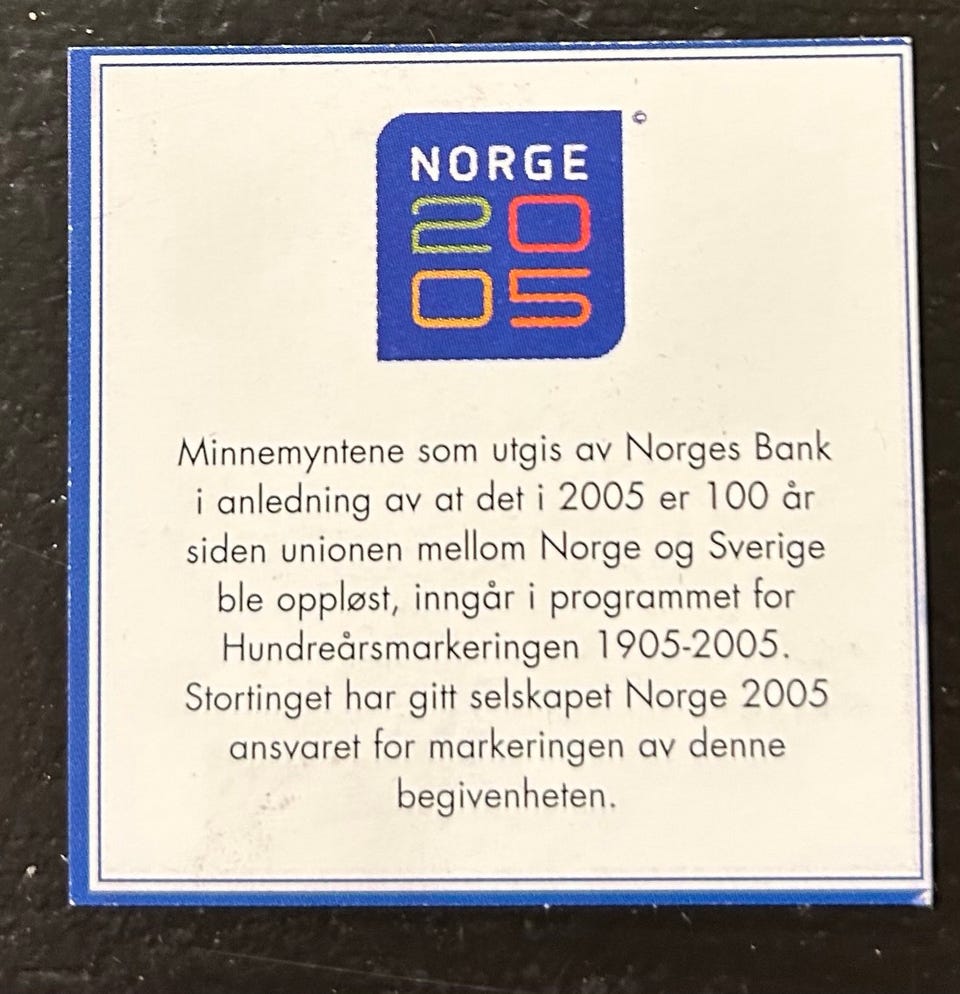 ©
NORGE
20
05
Minnemyntene som utgis av Norges Bank
i anledning av at det i 2005 er 100 år
siden unionen mellom Norge og Sverige
ble oppløst, inngår i programmet for
Hundreårsmarkeringen 1905-2005.
Stortinget har gitt selskapet Norge 2005
ansvaret for markeringen av denne
begivenheten.